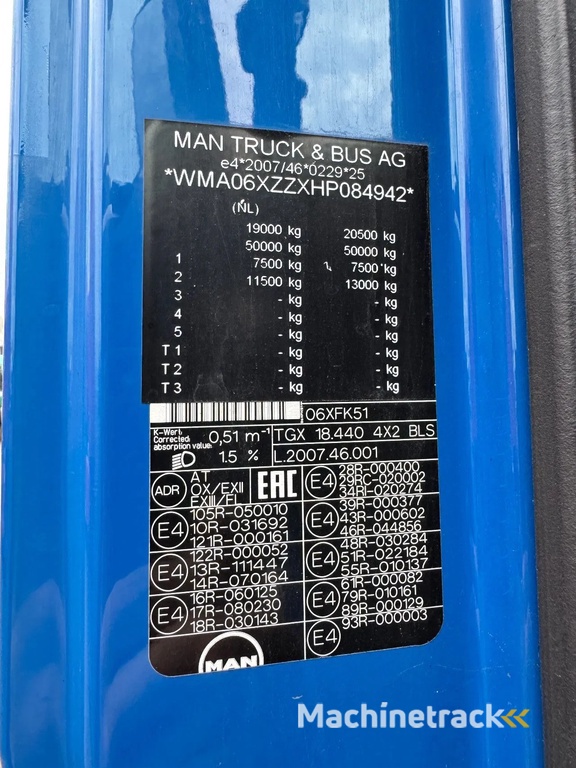 MAN TRUCK & BUS AG
e4*2007/46*0229*25
*WMA06XZZXHP084942*
(NL)
19000 kg 20500 kg
50000 kg 50000 kg
1 7500 kg 7500 kg
2 11500 kg 13000 kg
3 - kg - kg
4 - kg - kg
5 - kg - kg
T 1 - kg - kg
T 2 - kg - kg
T 3 - kg - kg
06XFK51
K-Wert
Corrected
absorption value: 0,51 m⁻¹ TGX 18.440 4X2 BLS
1.5 % L.2007.46.001
ADR AT
OX/EXII
EXIII/FL
EAC
E4 105R-050010
10R-031692
121R-000161
E4 122R-000052
13R-111447
14R-070164
E4 16R-060125
17R-080230
18R-030143
MAN
E4 28R-000400
29RC-020002
34RI-020274
E4 39R-000377
43R-000602
46R-044856
E4 48R-030284
51R-022184
55R-010137
E4 61R-000082
79R-010161
89R-000129
E4 93R-000003
Machinetrack